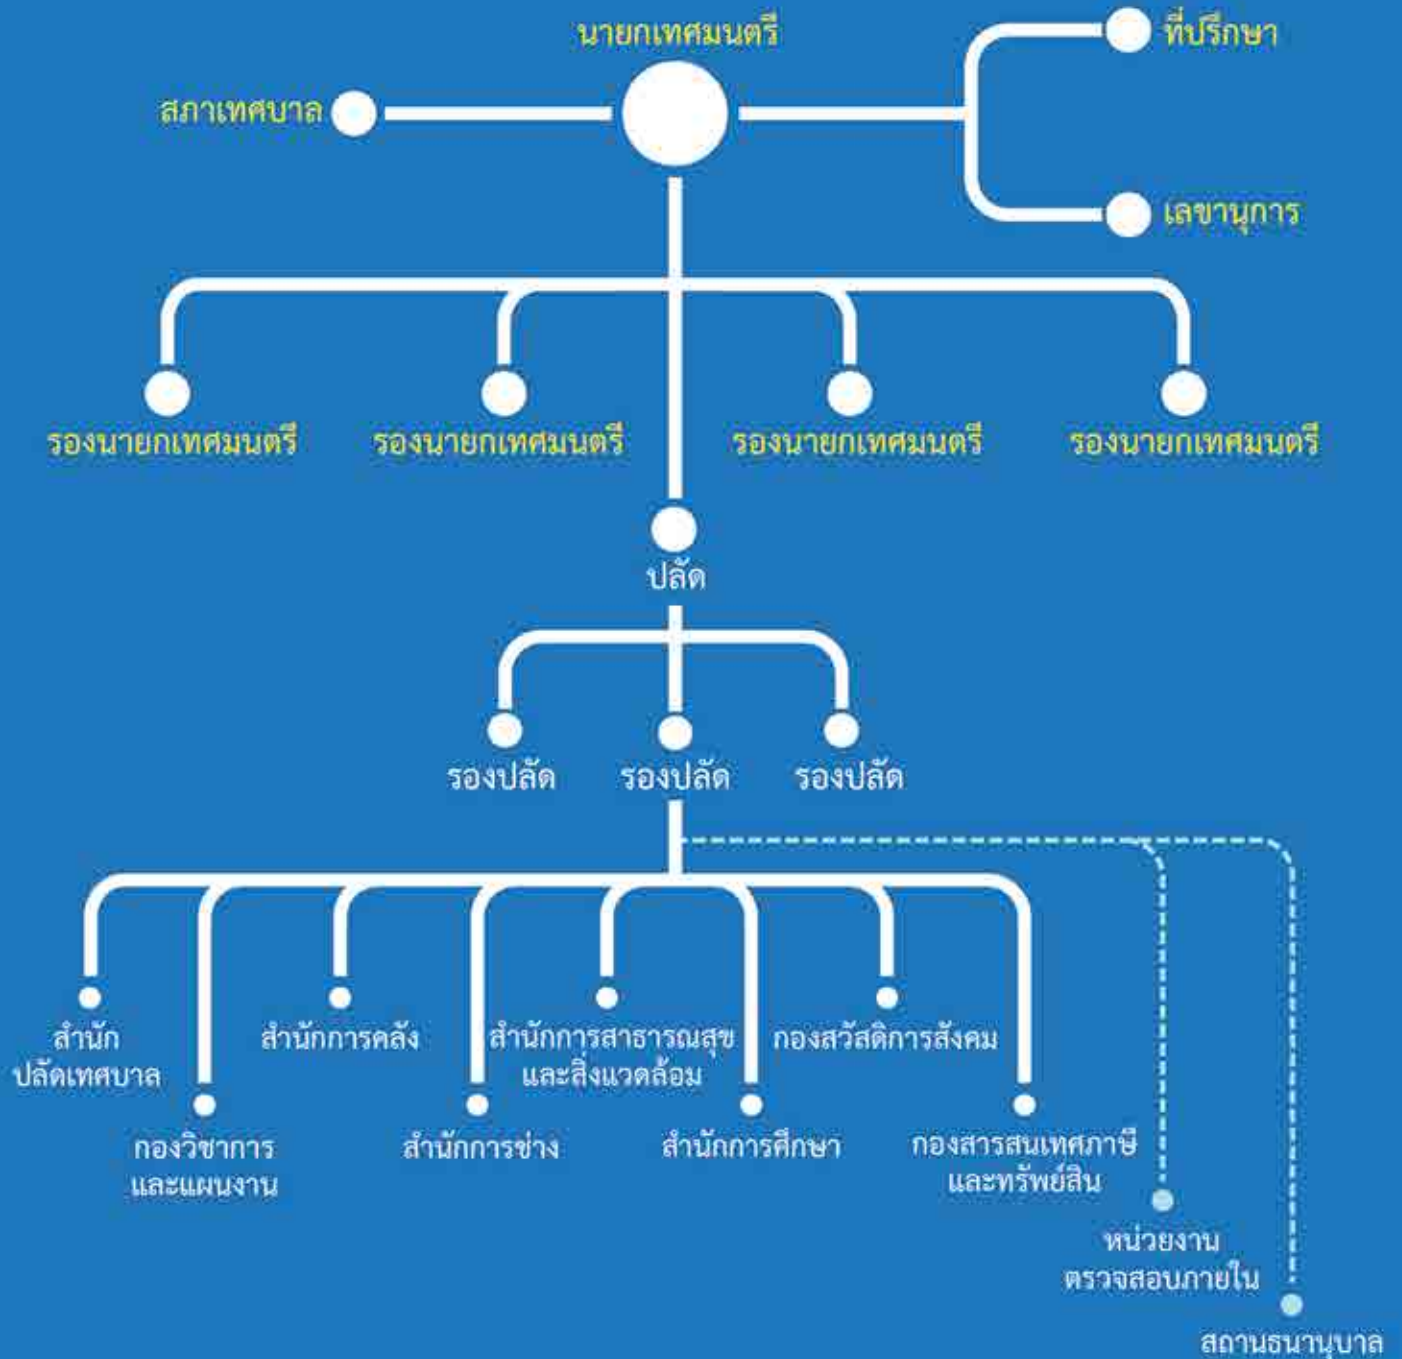 นายกเทศมนตรี
ที่ปรึกษา
สภาเทศบาล
เลขานุการ
รองนายกเทศมนตรี
รองนายกเทศมนตรี
รองนายกเทศมนตรี
รองนายกเทศมนตรี
ปลัด
รองปลัด
รองปลัด
รองปลัด
สำนัก
ปลัดเทศบาล
สำนักการคลัง
สำนักการสาธารณสุข
และสิ่งแวดล้อม
กองสวัสดิการสังคม
กองวิชาการ
และแผนงาน
สำนักการช่าง
สำนักการศึกษา
กองสารสนเทศภาษี
และทรัพย์สิน
หน่วยงาน
ตรวจสอบภายใน
สถานธนานุบาล